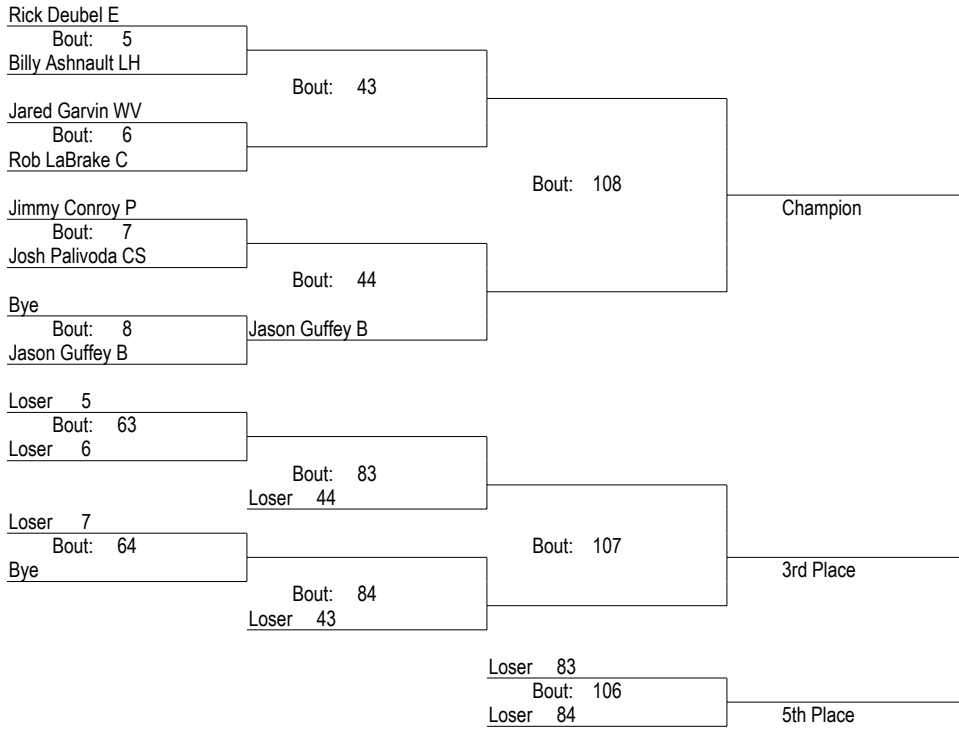 Rick Deubel E
Bout: 5
Billy Ashnault LH
Bout: 43
Jared Garvin WV
Bout: 6
Rob LaBrake C
Bout: 108
Champion
Jimmy Conroy P
Bout: 7
Josh Palivoda CS
Bout: 44
Bye
Bout: 8
Jason Guffey B
Jason Guffey B
Loser 5
Bout: 63
Loser 6
Bout: 83
Loser 44
Loser 7
Bout: 64
Bye
Bout: 107
3rd Place
Bout: 84
Loser 43
Loser 83
Bout: 106
Loser 84
5th Place